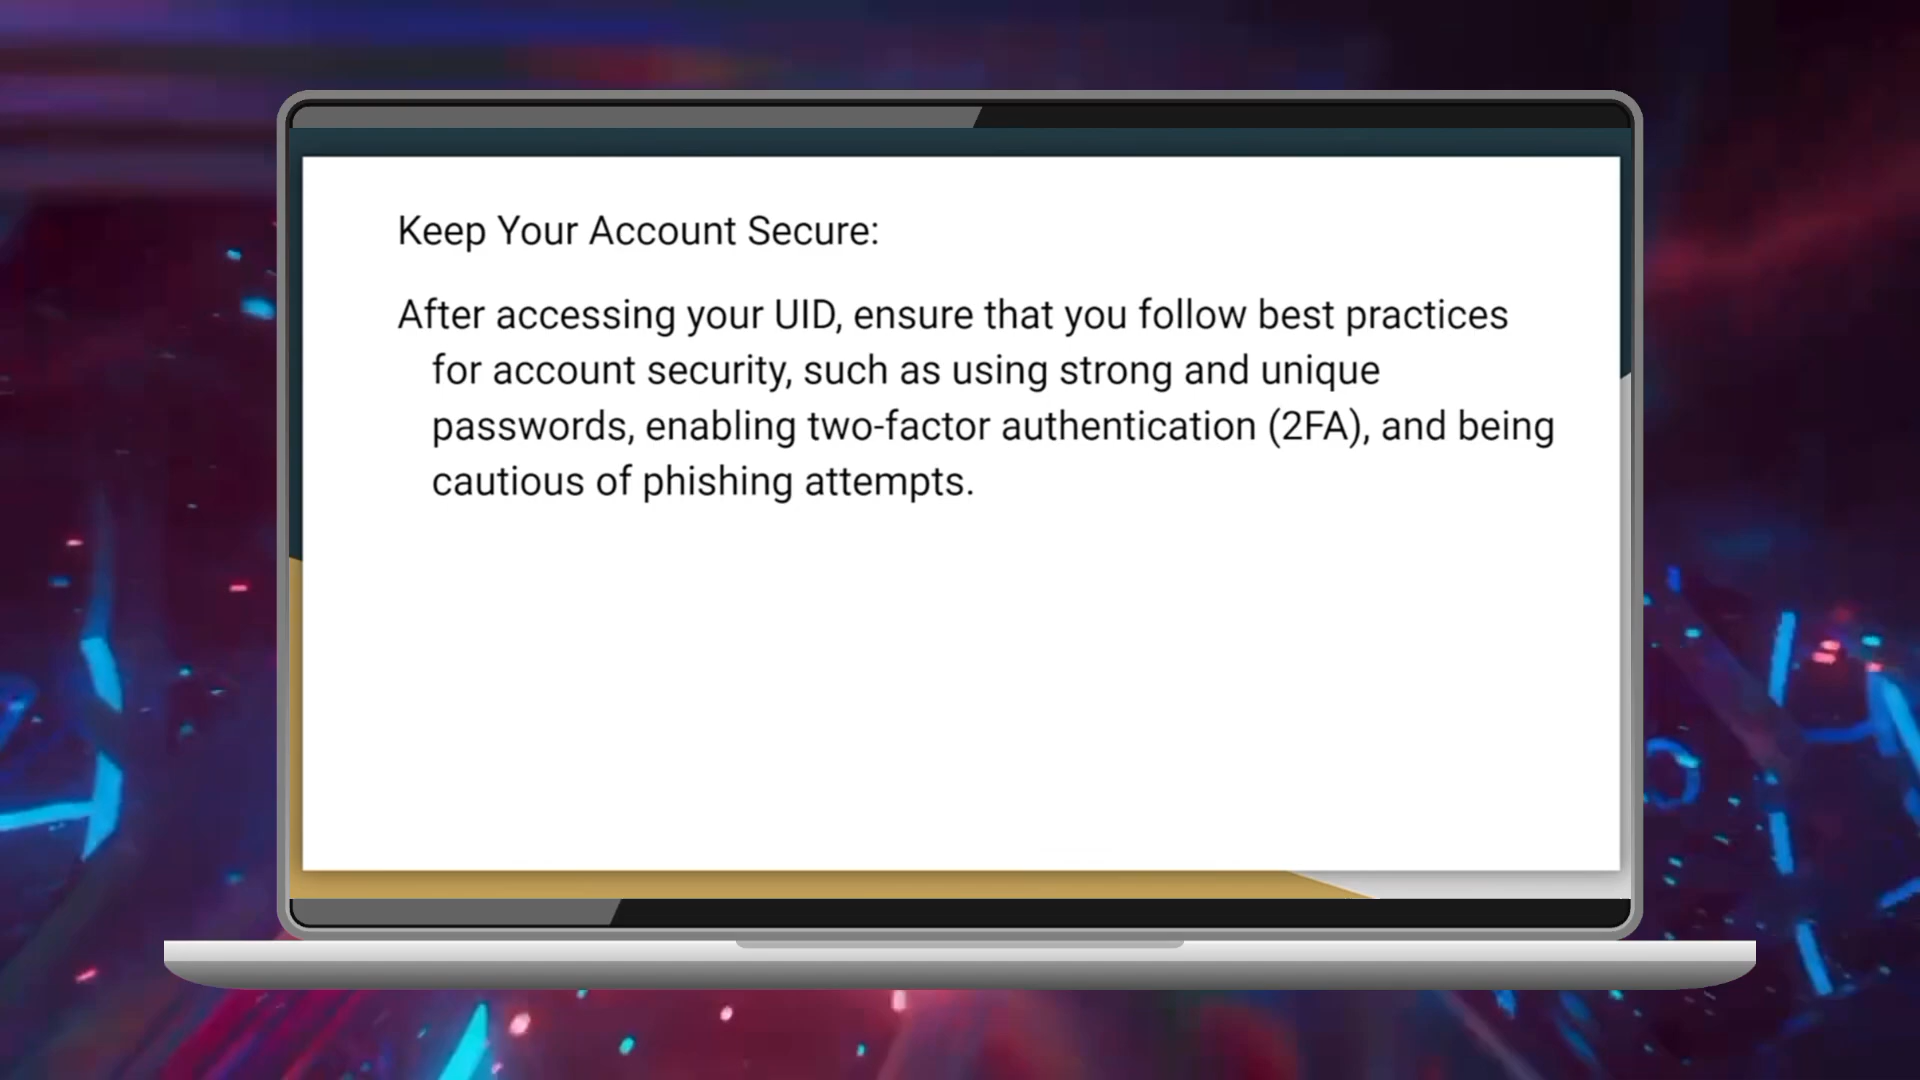 Keep Your Account Secure:
After accessing your UID, ensure that you follow best practices
for account security, such as using strong and unique
passwords, enabling two-factor authentication (2FA), and being
cautious of phishing attempts.